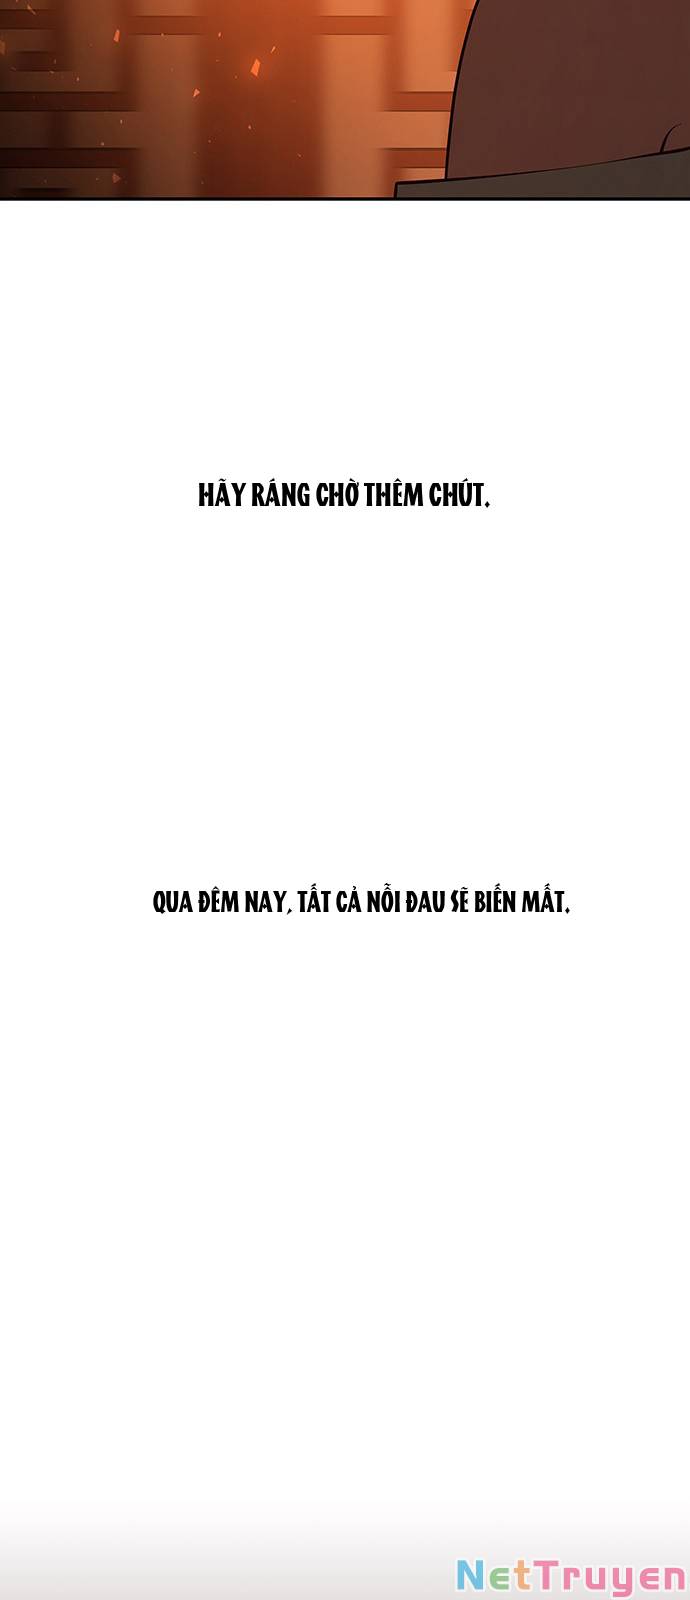 HÃY RÁNG CHỜ THÊM CHÚT.
QUA ĐÊM NAY, TẤT CẢ NỖI ĐAU SẼ BIẾN MẤT.
NetTruyen